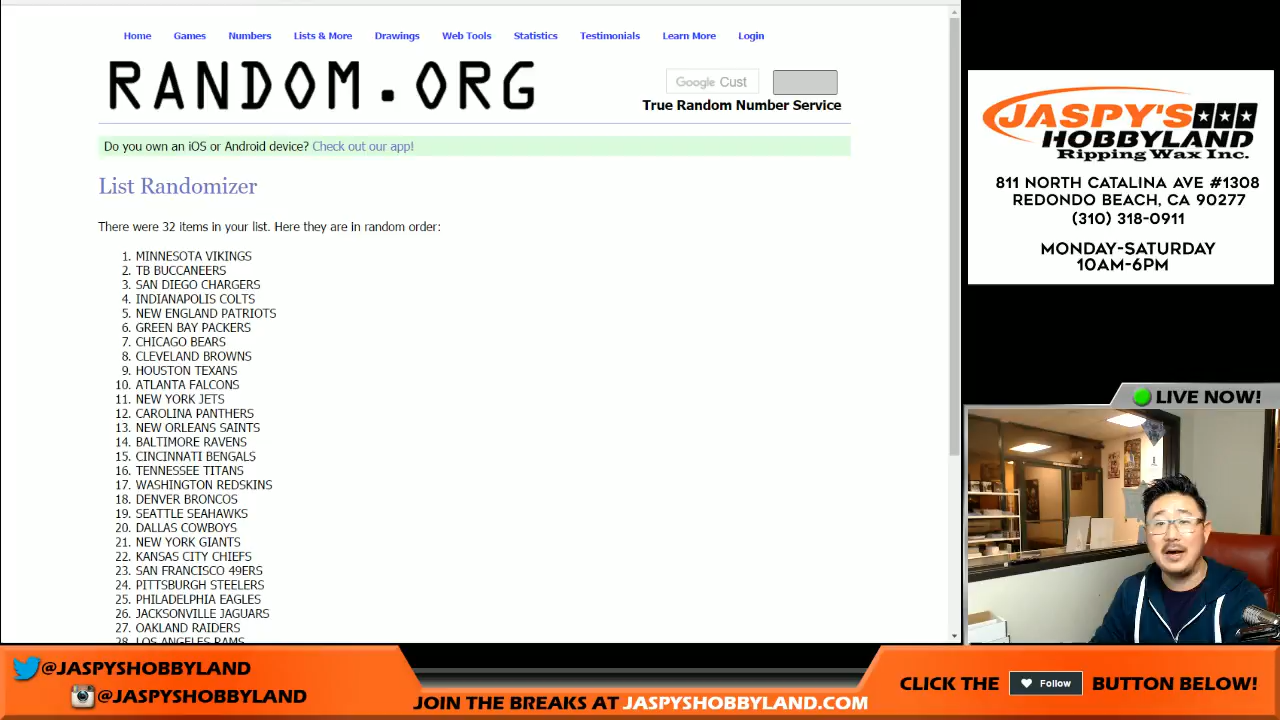 Home Games Numbers Lists & More Drawings Web Tools Statistics Testimonials Learn More Login
RANDOM.ORG
Google Cust
True Random Number Service
Do you own an iOS or Android device? Check out our app!
List Randomizer
There were 32 items in your list. Here they are in random order:
1. MINNESOTA VIKINGS
2. TB BUCCANEERS
3. SAN DIEGO CHARGERS
4. INDIANAPOLIS COLTS
5. NEW ENGLAND PATRIOTS
6. GREEN BAY PACKERS
7. CHICAGO BEARS
8. CLEVELAND BROWNS
9. HOUSTON TEXANS
10. ATLANTA FALCONS
11. NEW YORK JETS
12. CAROLINA PANTHERS
13. NEW ORLEANS SAINTS
14. BALTIMORE RAVENS
15. CINCINNATI BENGALS
16. TENNESSEE TITANS
17. WASHINGTON REDSKINS
18. DENVER BRONCOS
19. SEATTLE SEAHAWKS
20. DALLAS COWBOYS
21. NEW YORK GIANTS
22. KANSAS CITY CHIEFS
23. SAN FRANCISCO 49ERS
24. PITTSBURGH STEELERS
25. PHILADELPHIA EAGLES
26. JACKSONVILLE JAGUARS
27. OAKLAND RAIDERS
28. LOS ANGELES RAMS
JASPY'S
HOBBYLAND
Ripping Wax Inc.
811 NORTH CATALINA AVE #1308
REDONDO BEACH, CA 90277
(310) 318-0911
MONDAY-SATURDAY
10AM-6PM
LIVE NOW!
@JASPYSHOBBYLAND
@JASPYSHOBBYLAND
JOIN THE BREAKS AT JASPYSHOBBYLAND.COM
CLICK THE Follow BUTTON BELOW!